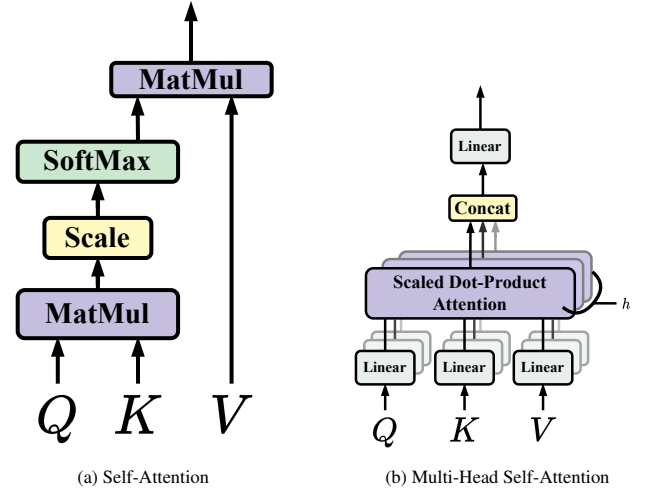 MatMul
SoftMax
Scale
MatMul
Q K V
(a) Self-Attention
Linear
Concat
Scaled Dot-Product
Attention
h
Linear Linear Linear
Q K V
(b) Multi-Head Self-Attention